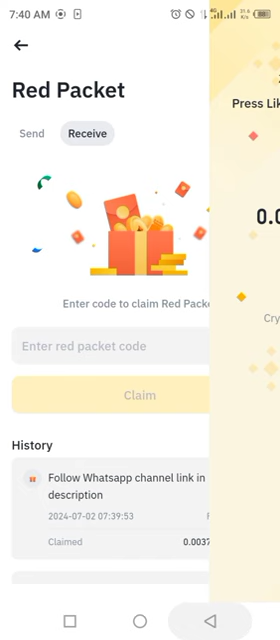 7:40 AM
Red Packet
Send
Receive
Press Lik
0.0
Cry
Enter code to claim Red Packe
Enter red packet code
Claim
History
Follow Whatsapp channel link in
description
2024-07-02 07:39:53
Claimed
0.0037